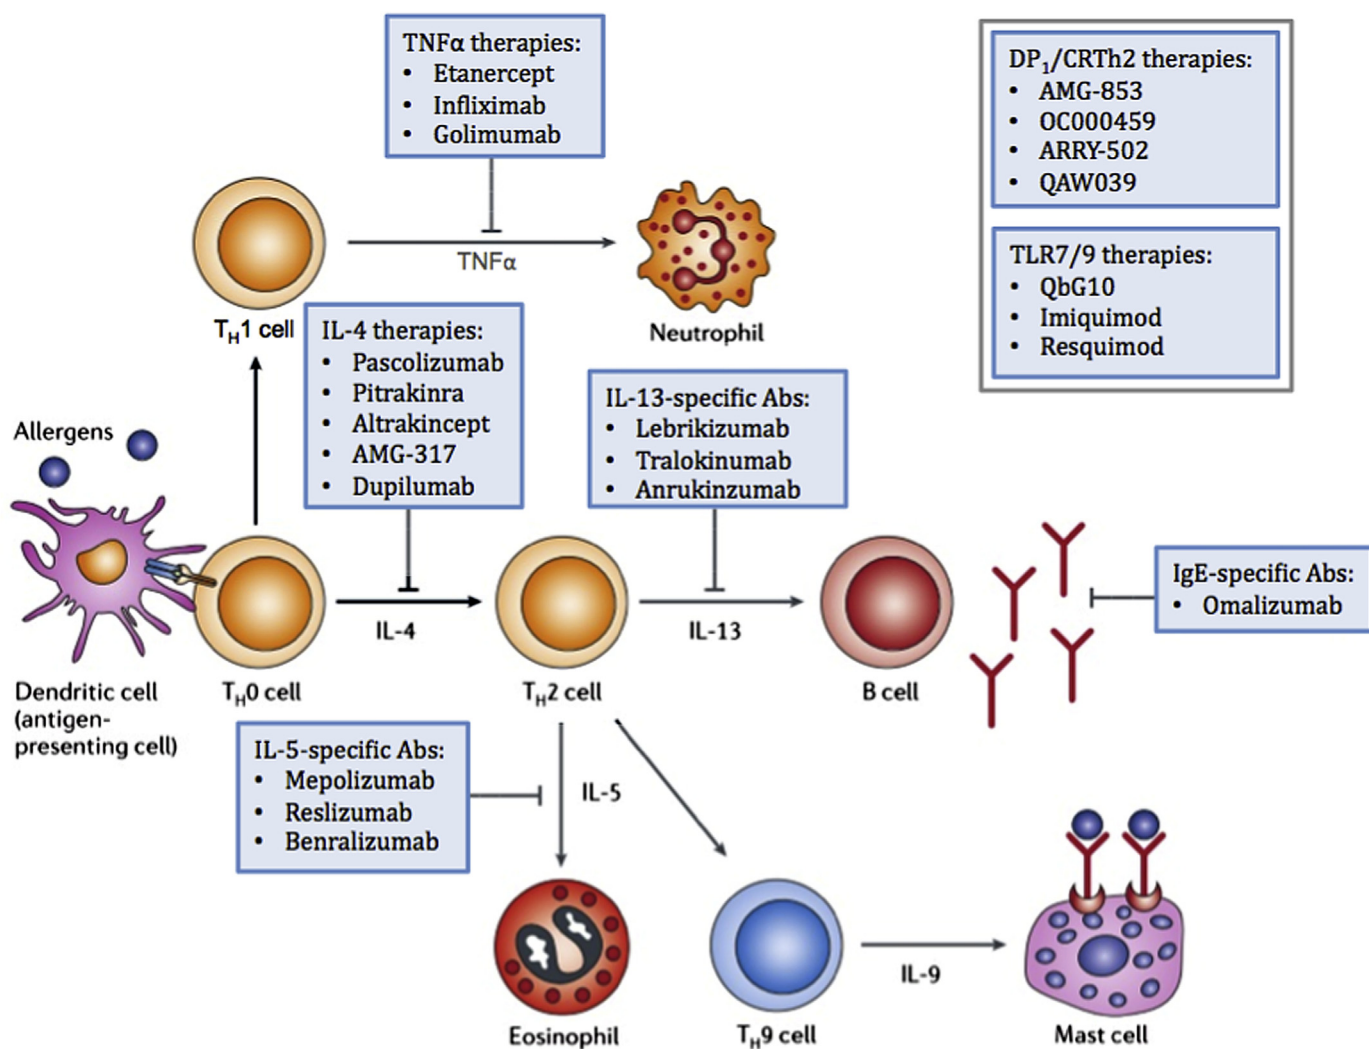 TNFα therapies:
• Etanercept
• Infliximab
• Golimumab
DP1/CRTh2 therapies:
• AMG-853
• OC000459
• ARRY-502
• QAW039
TLR7/9 therapies:
• QbG10
• Imiquimod
• Resquimod
TNFα
TH1 cell
Neutrophil
IL-4 therapies:
• Pascolizumab
• Pitrakinra
• Altrakincept
• AMG-317
• Dupilumab
IL-13-specific Abs:
• Lebrikizumab
• Tralokinumab
• Anrukinzumab
Allergens
IgE-specific Abs:
• Omalizumab
IL-4
IL-13
Dendritic cell
(antigen-
presenting cell)
TH0 cell
TH2 cell
B cell
IL-5-specific Abs:
• Mepolizumab
• Reslizumab
• Benralizumab
IL-5
IL-9
Eosinophil
TH9 cell
Mast cell